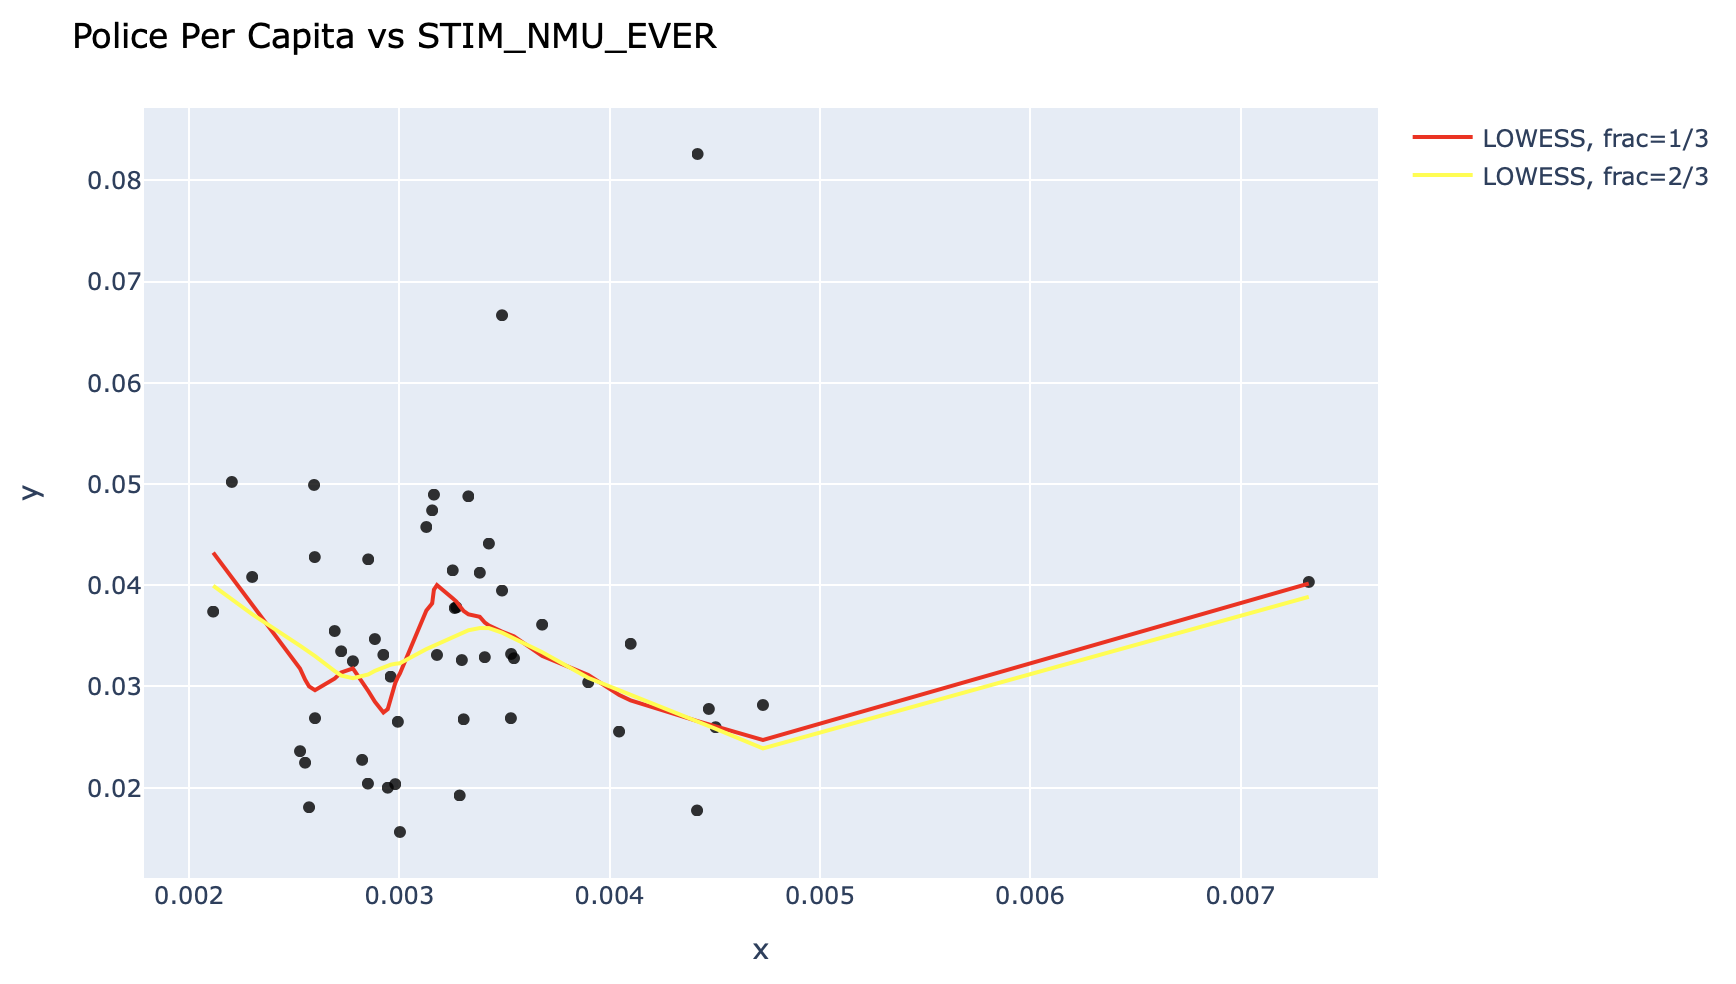 Police Per Capita vs STIM_NMU_EVER
LOWESS, frac=1/3
LOWESS, frac=2/3
0.08
0.07
0.06
0.05
0.04
0.03
0.02
y
0.002
0.003
0.004
0.005
0.006
0.007
x